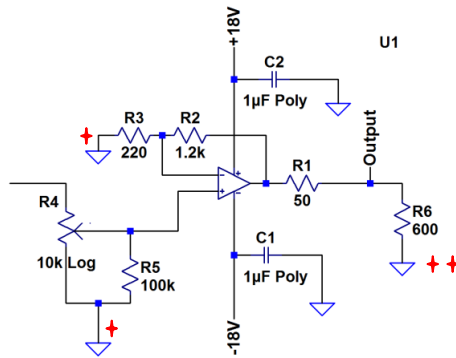 +18V
U1
C2
1µF Poly
R3
R2
220
1.2k
Output
R1
50
R4
R6
600
10k Log
R5
100k
C1
1µF Poly
-18V